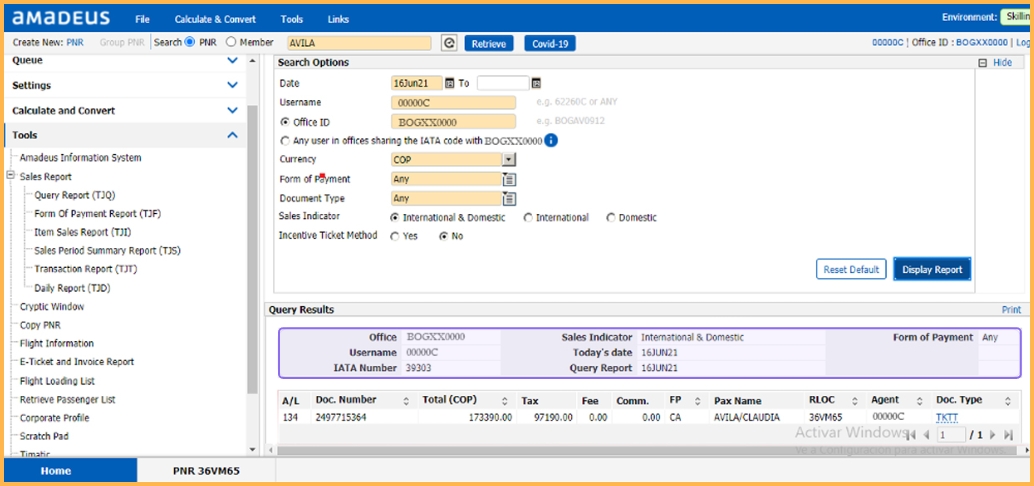 amadeus File Calculate & Convert Tools Links Environment: Skillin
Create New: PNR Group PNR Search PNR Member AVILA Retrieve Covid-19 00000C Office ID : BOGXX0000 Log
Queue
Settings
Calculate and Convert
Tools
Amadeus Information System
Sales Report
Query Report (TJQ)
Form Of Payment Report (TJF)
Item Sales Report (TJI)
Sales Period Summary Report (TJS)
Transaction Report (TJT)
Daily Report (TJD)
Cryptic Window
Copy PNR
Flight Information
E-Ticket and Invoice Report
Flight Loading List
Retrieve Passenger List
Corporate Profile
Scratch Pad
Timatic
Search Options Hide
Date 16Jun21 To
Username 00000C e.g. 62260C or ANY
Office ID BOGXX0000 e.g. BOGAV0912
Any user in offices sharing the IATA code with BOGXX0000
Currency COP
Form of Payment Any
Document Type Any
Sales Indicator International & Domestic International Domestic
Incentive Ticket Method Yes No
Reset Default Display Report
Query Results Print
Office BOGXX0000 Sales Indicator International & Domestic Form of Payment Any
Username 00000C Today's date 16JUN21
IATA Number 39303 Query Report 16JUN21
A/L Doc. Number Total (COP) Tax Fee Comm. FP Pax Name RLOC Agent Doc. Type
134 2497715364 173390.00 97190.00 0.00 0.00 CA AVILA/CLAUDIA 36VM65 00000C TKTT
Activar Windows
1 / 1
Ve a Configuración para activar Windows.
Home PNR 36VM65